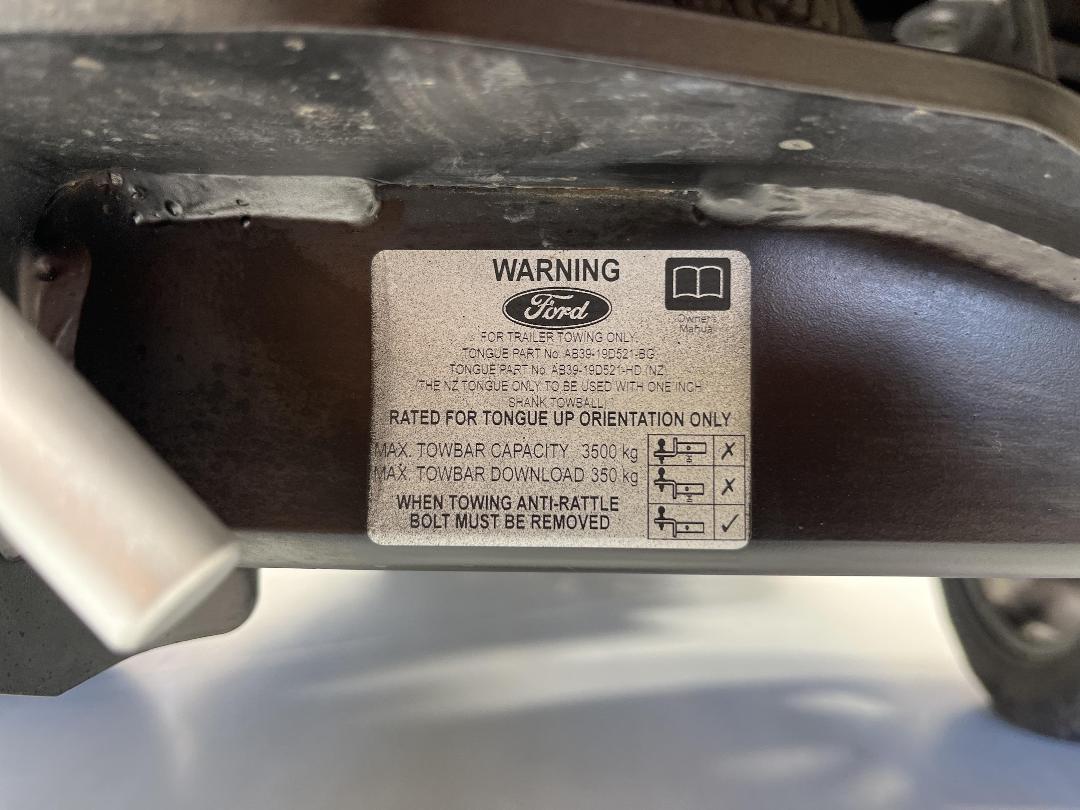 WARNING
Ford
Owner's
Manual
FOR TRAILER TOWING ONLY.
TONGUE PART No. AB39-19D521-BG
TONGUE PART No. AB39-19D521-HD (NZ)
(THE NZ TONGUE ONLY TO BE USED WITH ONE INCH
SHANK TOWBALL)
RATED FOR TONGUE UP ORIENTATION ONLY
MAX. TOWBAR CAPACITY 3500 kg
MAX. TOWBAR DOWNLOAD 350 kg
WHEN TOWING ANTI-RATTLE
BOLT MUST BE REMOVED